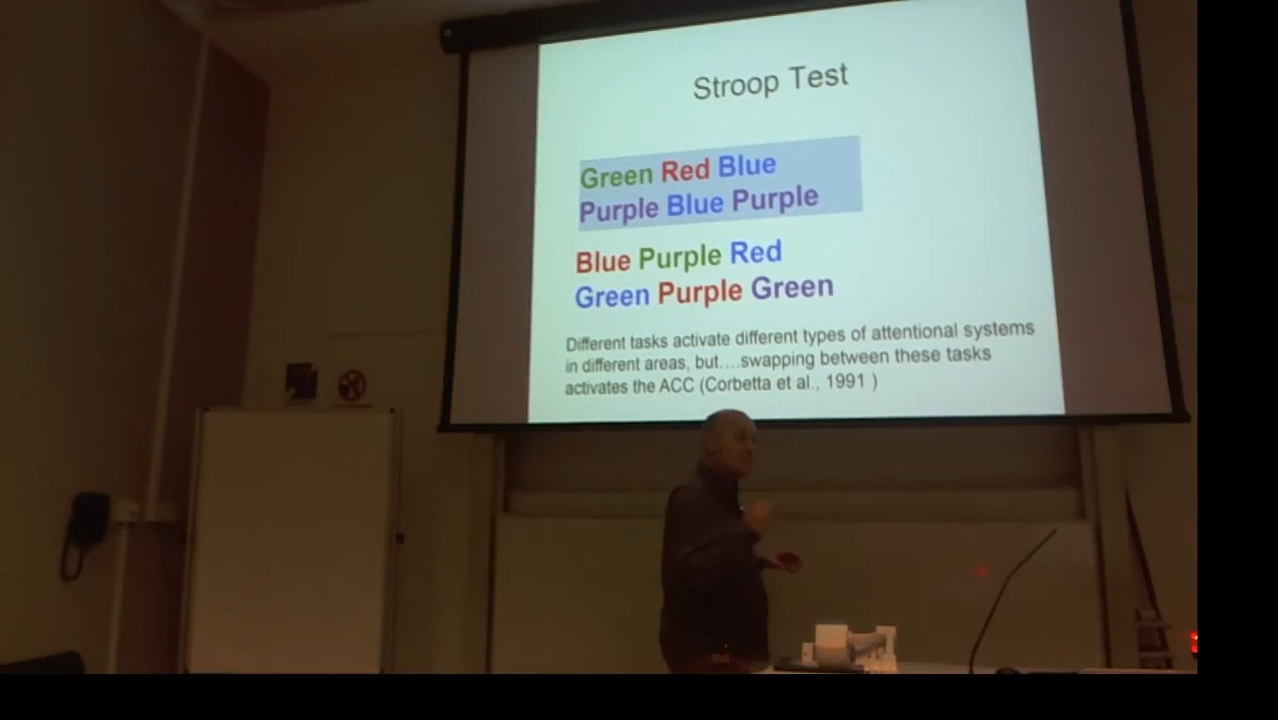 Stroop Test
Green Red Blue
Purple Blue Purple
Blue Purple Red
Green Purple Green
Different tasks activate different types of attentional systems
in different areas, but....swapping between these tasks
activates the ACC (Corbetta et al., 1991 )